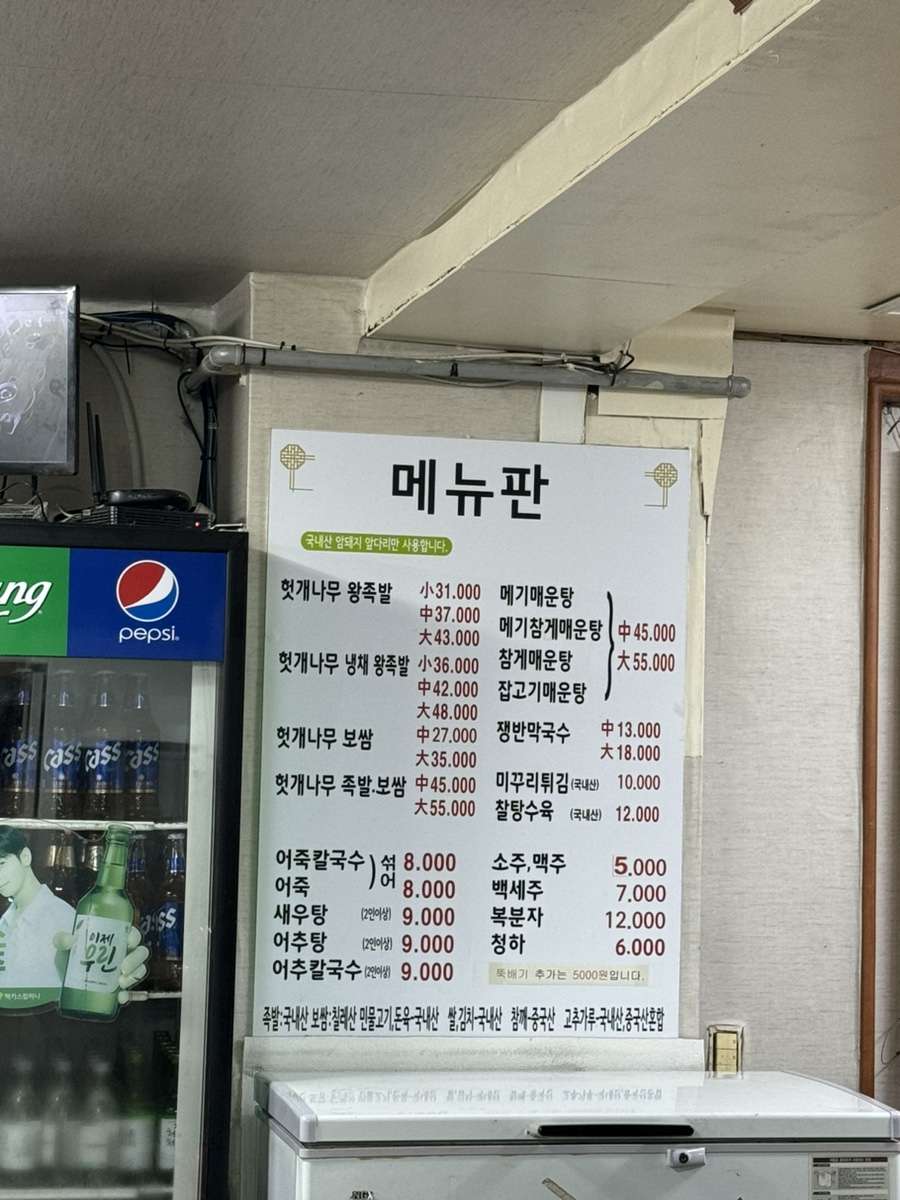 메뉴판
국내산 암돼지 앞다리만 사용합니다.
헛개나무 왕족발 小31.000
中37.000
大43.000
헛개나무 냉채 왕족발 小36.000
中42.000
大48.000
헛개나무 보쌈 中27.000
大35.000
헛개나무 족발.보쌈 中45.000
大55.000
메기매운탕
메기참게매운탕
참게매운탕
잡고기매운탕
中45.000
大55.000
쟁반막국수 中13.000
大18.000
미꾸리튀김(국내산) 10.000
찰탕수육 (국내산) 12.000
어죽칼국수 ) 섞어 8.000
어죽 8.000
새우탕 (2인이상) 9.000
어추탕 (2인이상) 9.000
어추칼국수 (2인이상) 9.000
소주,맥주 5.000
백세주 7.000
복분자 12.000
청하 6.000
뚝배기 추가는 5000원입니다.
족발:국내산 보쌈:칠레산 민물고기,돈육-국내산 쌀,김치-국내산 참깨-중국산 고추가루-국내산,중국산혼합
pepsi
cass
cass
cass
이제
우린